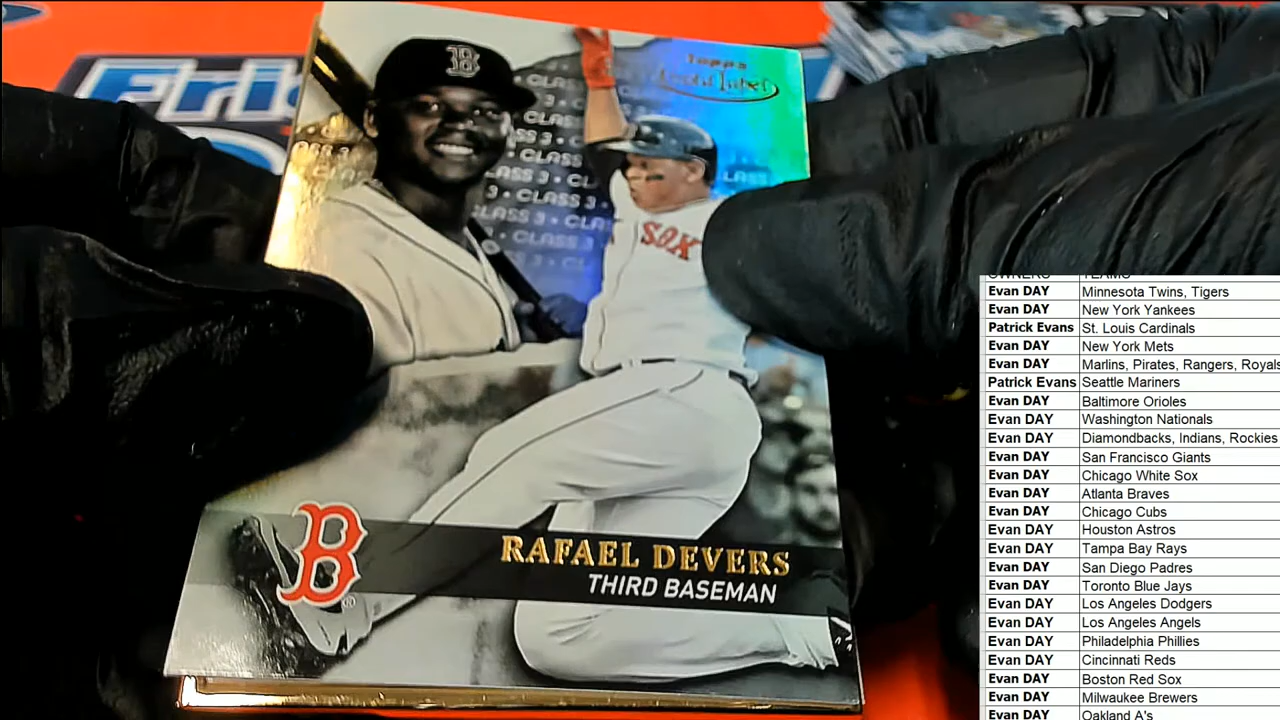 Fri
B
topps
Gold Label
CLASS
CLASS 3 •
CLASS 3 •
• CLASS 3
CLASS 3
CLASS
SOX
B
RAFAEL DEVERS
THIRD BASEMAN
OWNERS TEAMS
Evan DAY Minnesota Twins, Tigers
Evan DAY New York Yankees
Patrick Evans St. Louis Cardinals
Evan DAY New York Mets
Evan DAY Marlins, Pirates, Rangers, Royals
Patrick Evans Seattle Mariners
Evan DAY Baltimore Orioles
Evan DAY Washington Nationals
Evan DAY Diamondbacks, Indians, Rockies
Evan DAY San Francisco Giants
Evan DAY Chicago White Sox
Evan DAY Atlanta Braves
Evan DAY Chicago Cubs
Evan DAY Houston Astros
Evan DAY Tampa Bay Rays
Evan DAY San Diego Padres
Evan DAY Toronto Blue Jays
Evan DAY Los Angeles Dodgers
Evan DAY Los Angeles Angels
Evan DAY Philadelphia Phillies
Evan DAY Cincinnati Reds
Evan DAY Boston Red Sox
Evan DAY Milwaukee Brewers
Evan DAY Oakland A's